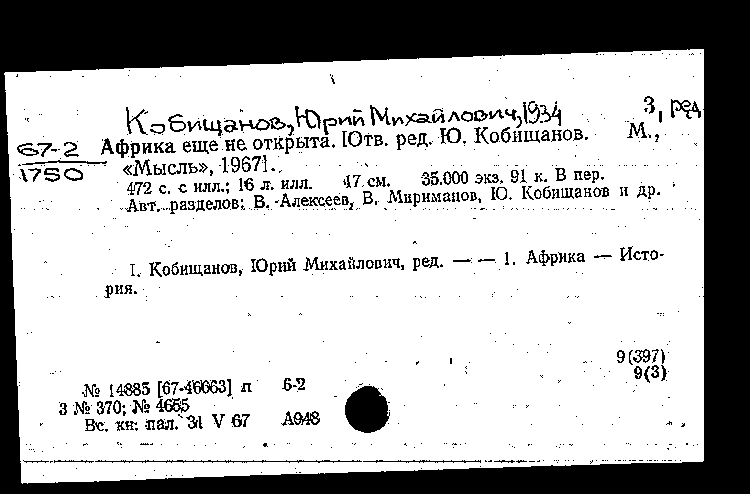 Кобищанов, Юрий Михайлович, 1934 3, ред
67-2 Африка еще не открыта. [Отв. ред. Ю. Кобищанов. М.,
1750 «Мысль», 1967].
472 с. с илл.; 16 л. илл. 17 см. 35.000 экз. 91 к. В пер.
Авт. разделов: В. Алексеев, В. Мириманов, Ю. Кобищанов и др.
I. Кобищанов, Юрий Михайлович, ред. — — 1. Африка — Исто-
рия.
9(397)
9(3)
№ 14885 [67-46663] п 6-2
З № 370; № 4655
Вс. кн. пал. 31 V 67 А948